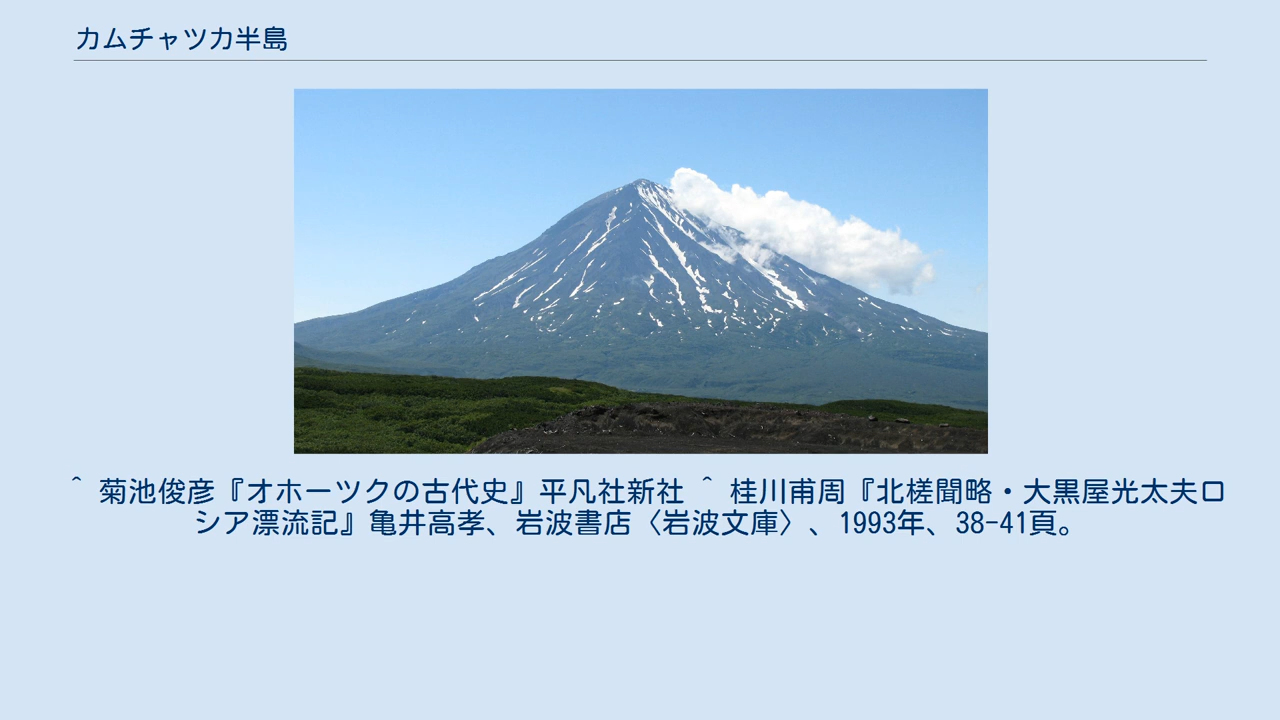 カムチャツカ半島
^ 菊池俊彦『オホーツクの古代史』平凡社新社 ^ 桂川甫周『北槎聞略・大黒屋光太夫ロ
シア漂流記』亀井高孝、岩波書店〈岩波文庫〉、1993年、38-41頁。